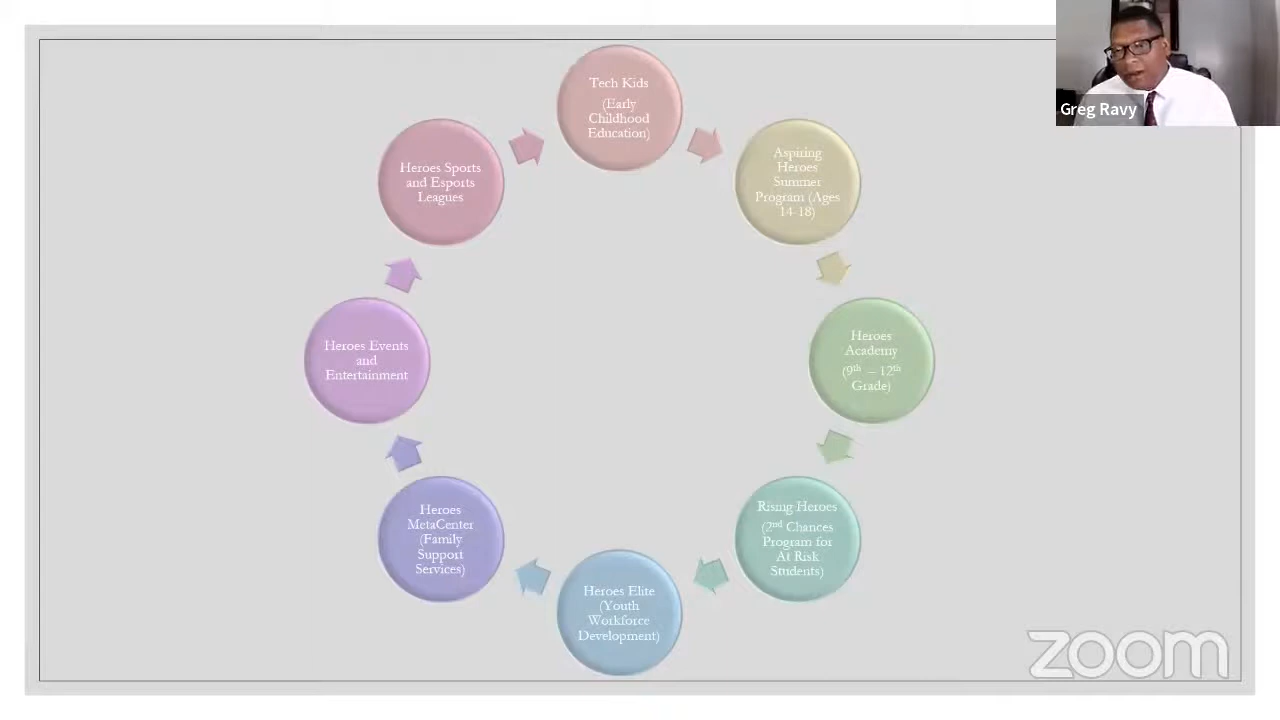 Tech Kids
(Early
Childhood
Education)
Aspiring
Heroes
Summer
Program (Ages
14-18)
Heroes
Academy
(9th – 12th
Grade)
Rising Heroes
(2nd Chances
Program for
At Risk
Students)
Heroes Elite
(Youth
Workforce
Development)
Heroes
MetaCenter
(Family
Support
Services)
Heroes Events
and
Entertainment
Heroes Sports
and Esports
Leagues
Greg Ravy
zoom